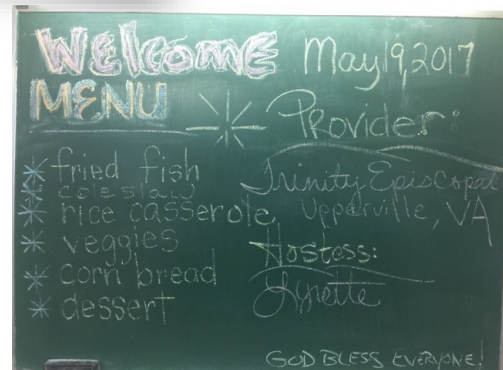 WELCOME
MENU
* fried fish
* cole slaw
* rice casserole
* veggies
* corn bread
* dessert
May 19, 2017
Provider:
Trinity Episcopal
Upperville, VA
Hostess:
Lynette
GOD BLESS EVERYONE!